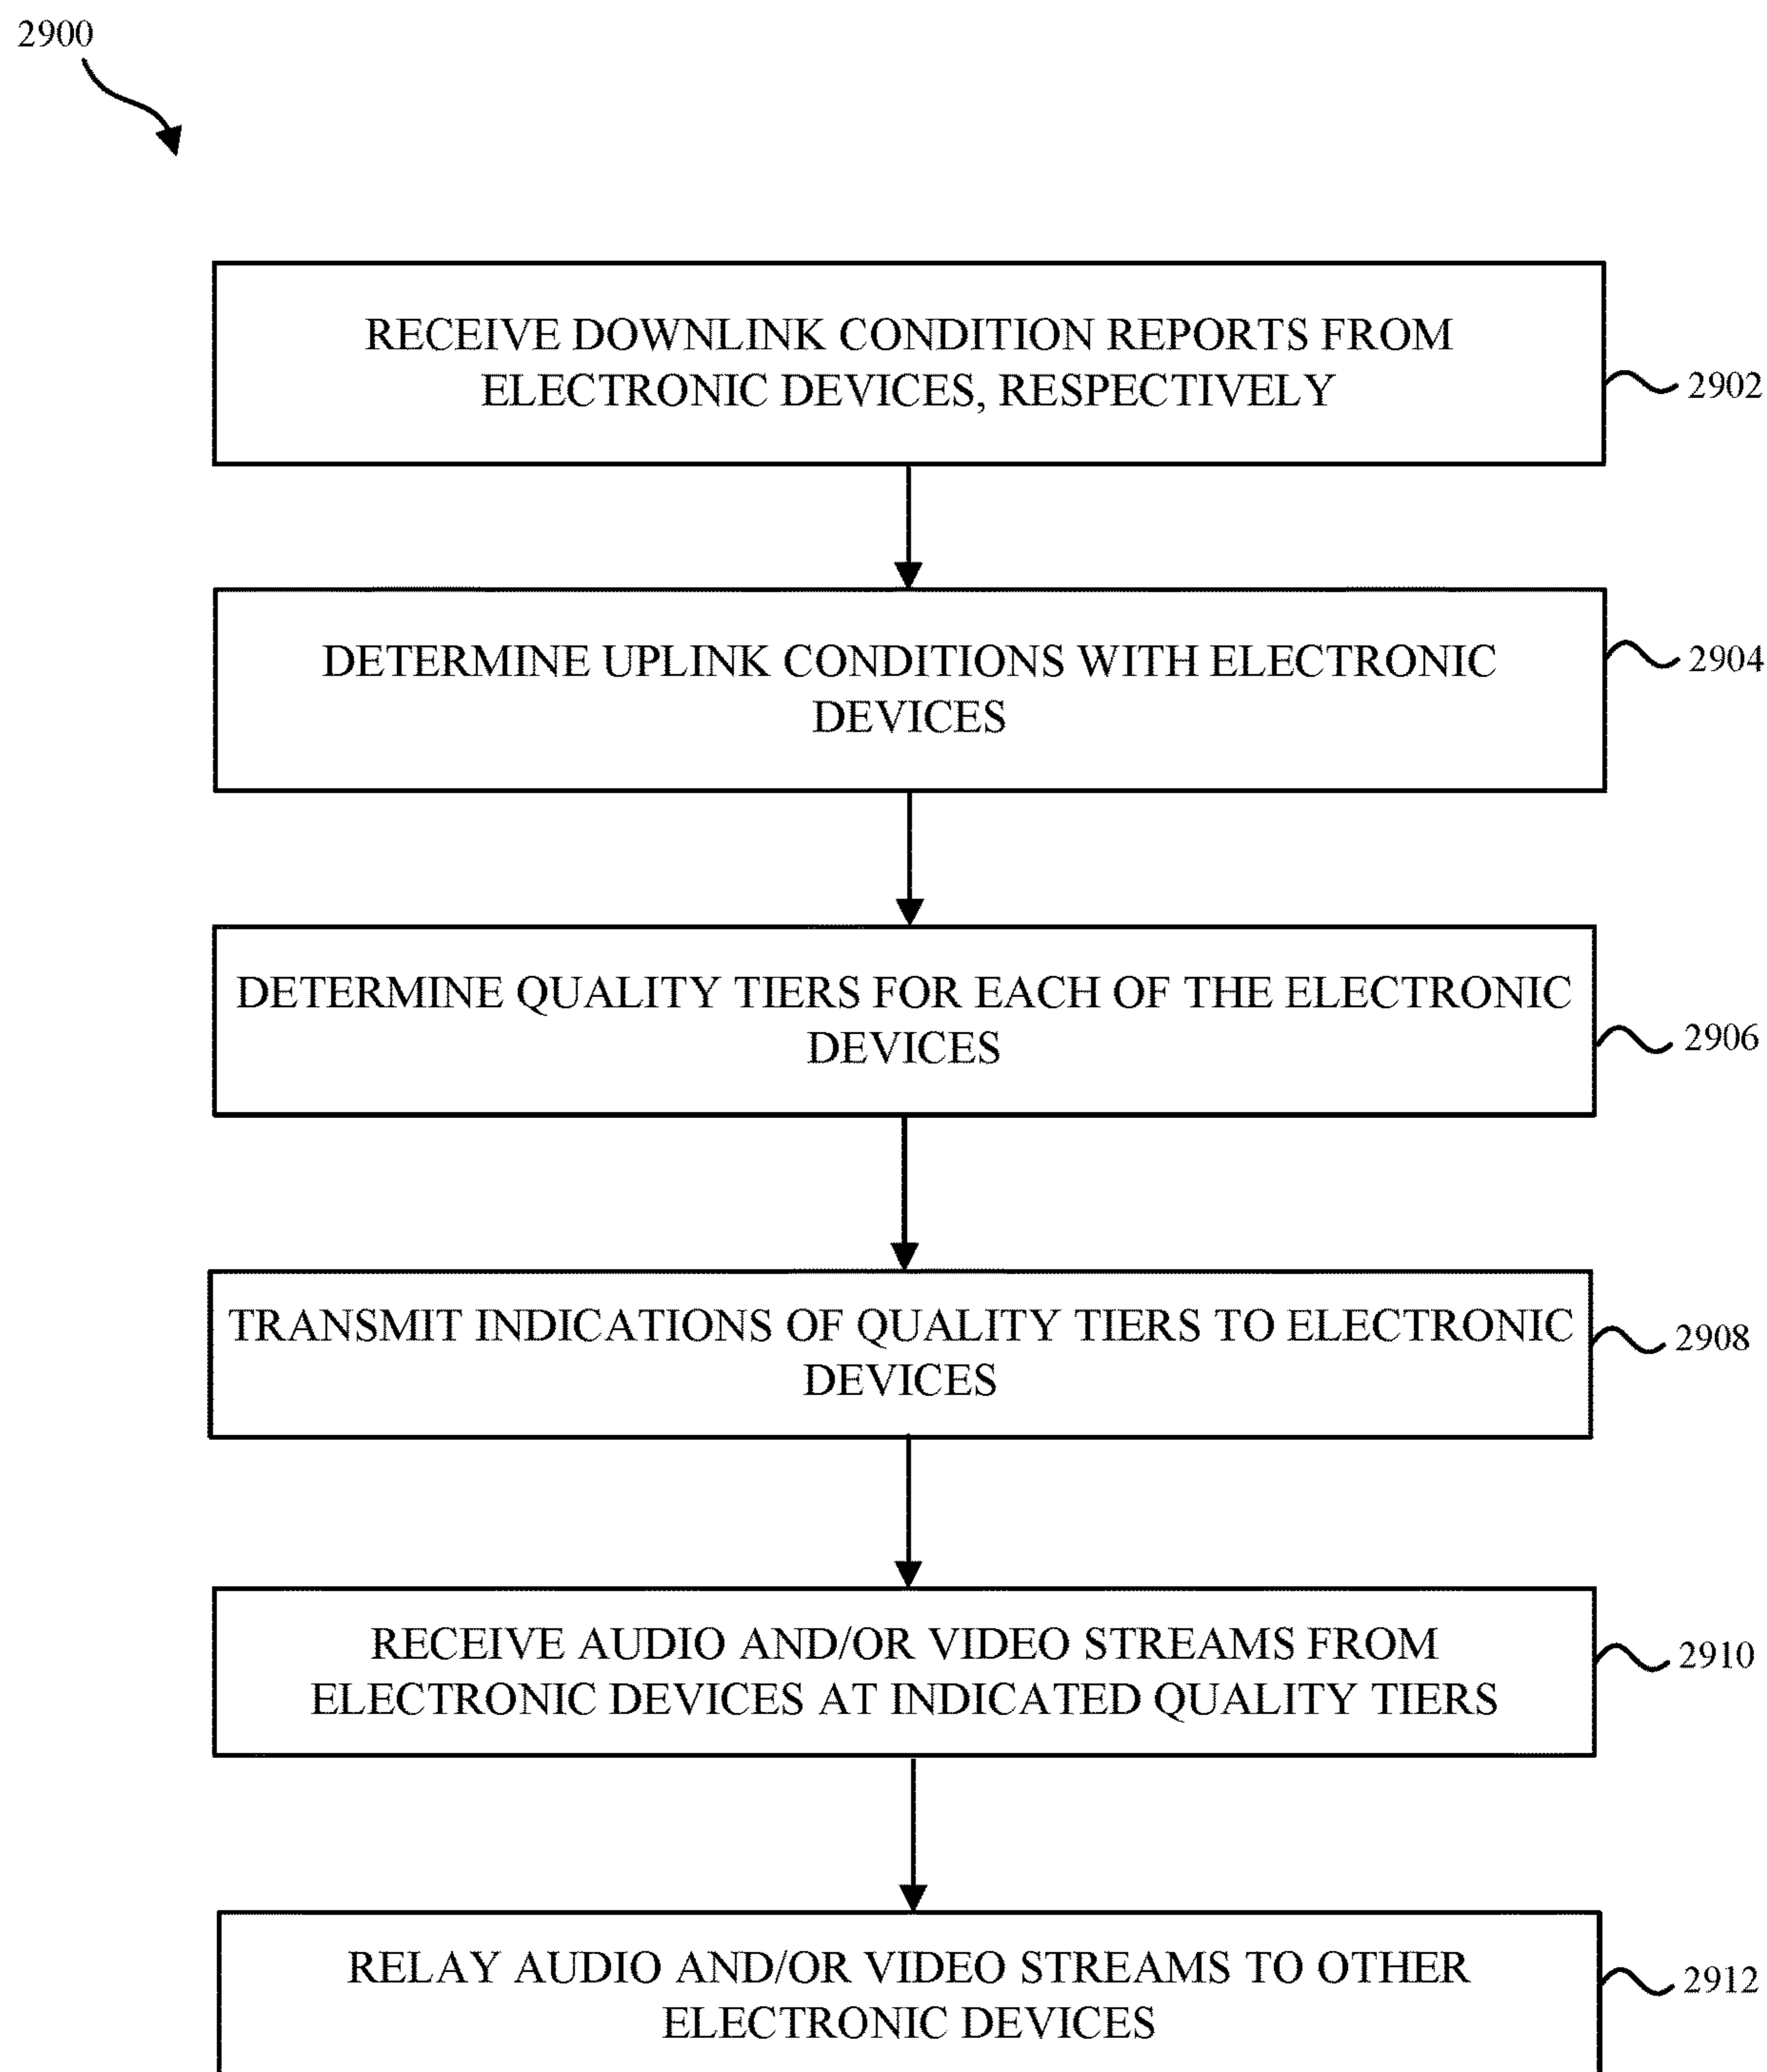 2900
RECEIVE DOWNLINK CONDITION REPORTS FROM
ELECTRONIC DEVICES, RESPECTIVELY
2902
DETERMINE UPLINK CONDITIONS WITH ELECTRONIC
DEVICES
2904
DETERMINE QUALITY TIERS FOR EACH OF THE ELECTRONIC
DEVICES
2906
TRANSMIT INDICATIONS OF QUALITY TIERS TO ELECTRONIC
DEVICES
2908
RECEIVE AUDIO AND/OR VIDEO STREAMS FROM
ELECTRONIC DEVICES AT INDICATED QUALITY TIERS
2910
RELAY AUDIO AND/OR VIDEO STREAMS TO OTHER
ELECTRONIC DEVICES
2912